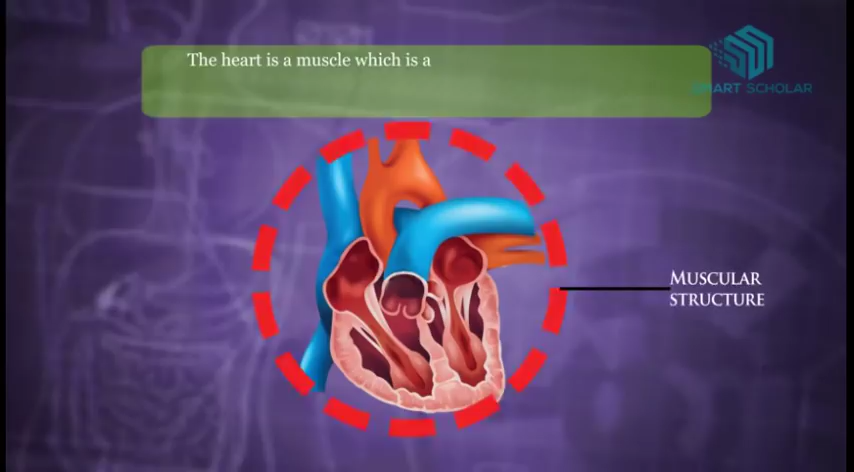 The heart is a muscle which is a
SMART SCHOLAR
MUSCULAR
STRUCTURE